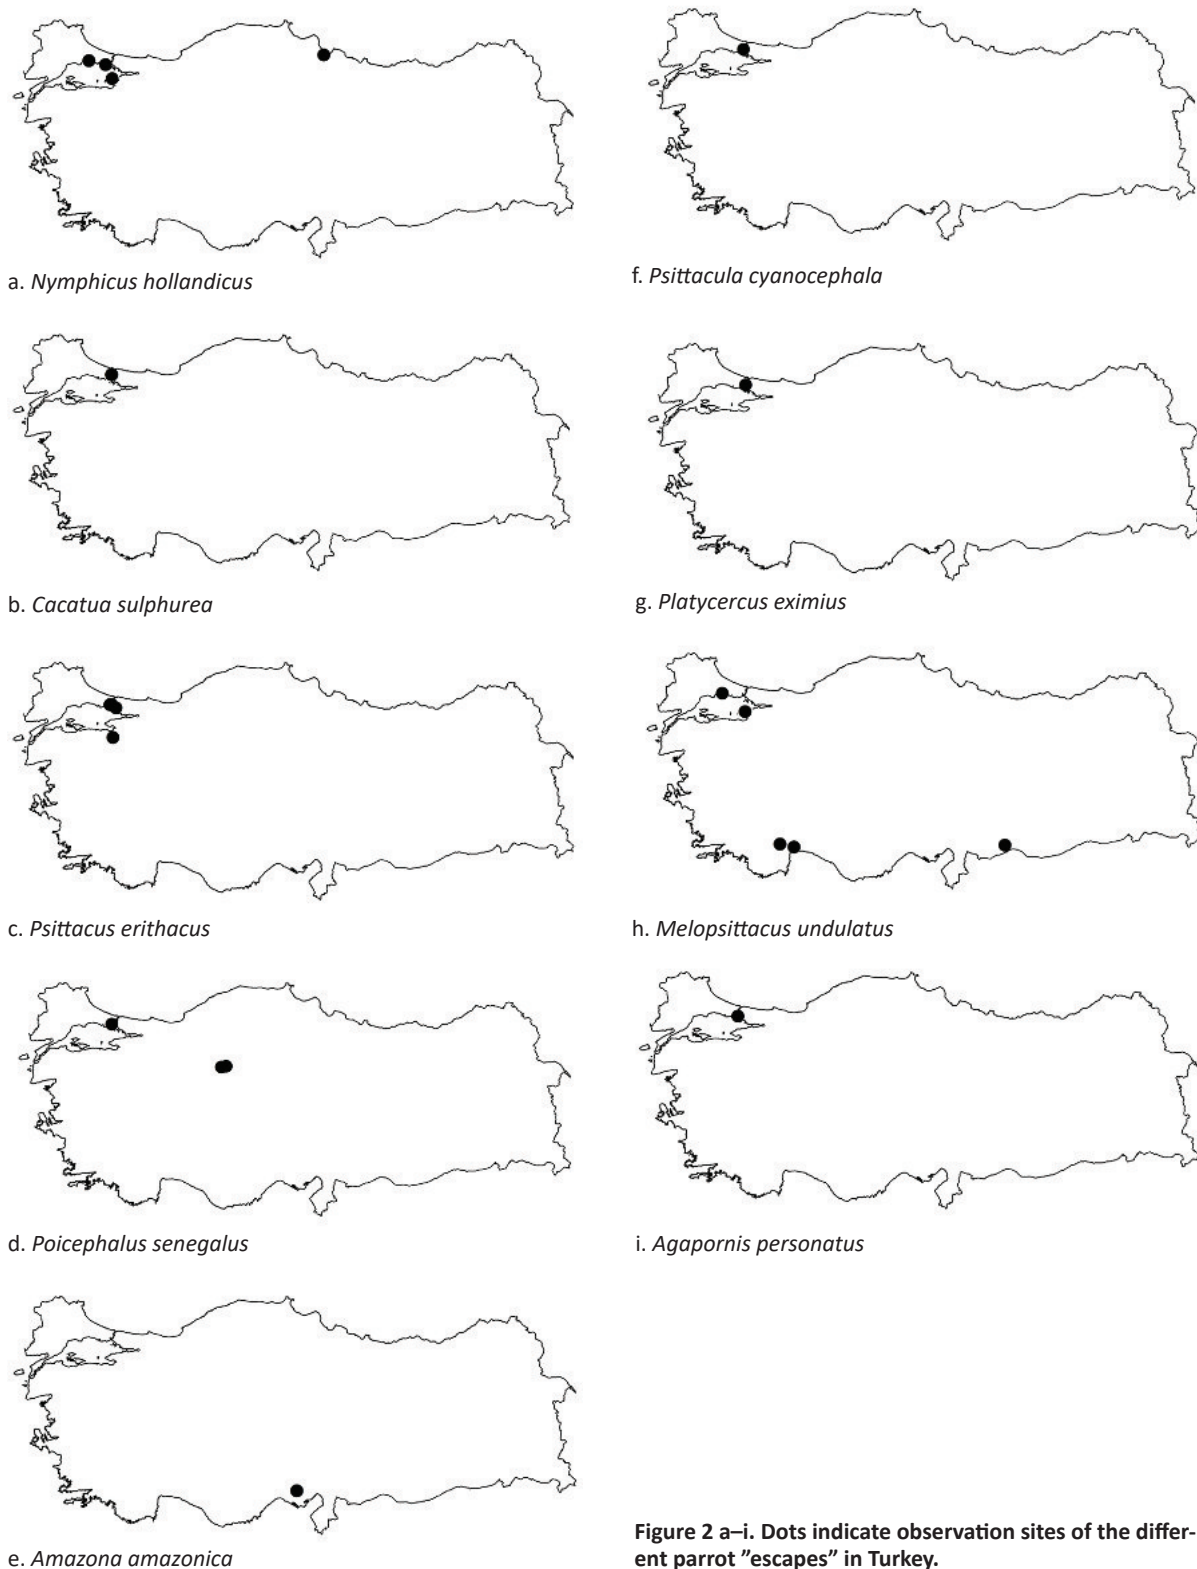 a. Nymphicus hollandicus
b. Cacatua sulphurea
c. Psittacus erithacus
d. Poicephalus senegalus
e. Amazona amazonica
f. Psittacula cyanocephala
g. Platycercus eximius
h. Melopsittacus undulatus
i. Agapornis personatus
Figure 2 a–i. Dots indicate observation sites of the differ-
ent parrot ”escapes” in Turkey.